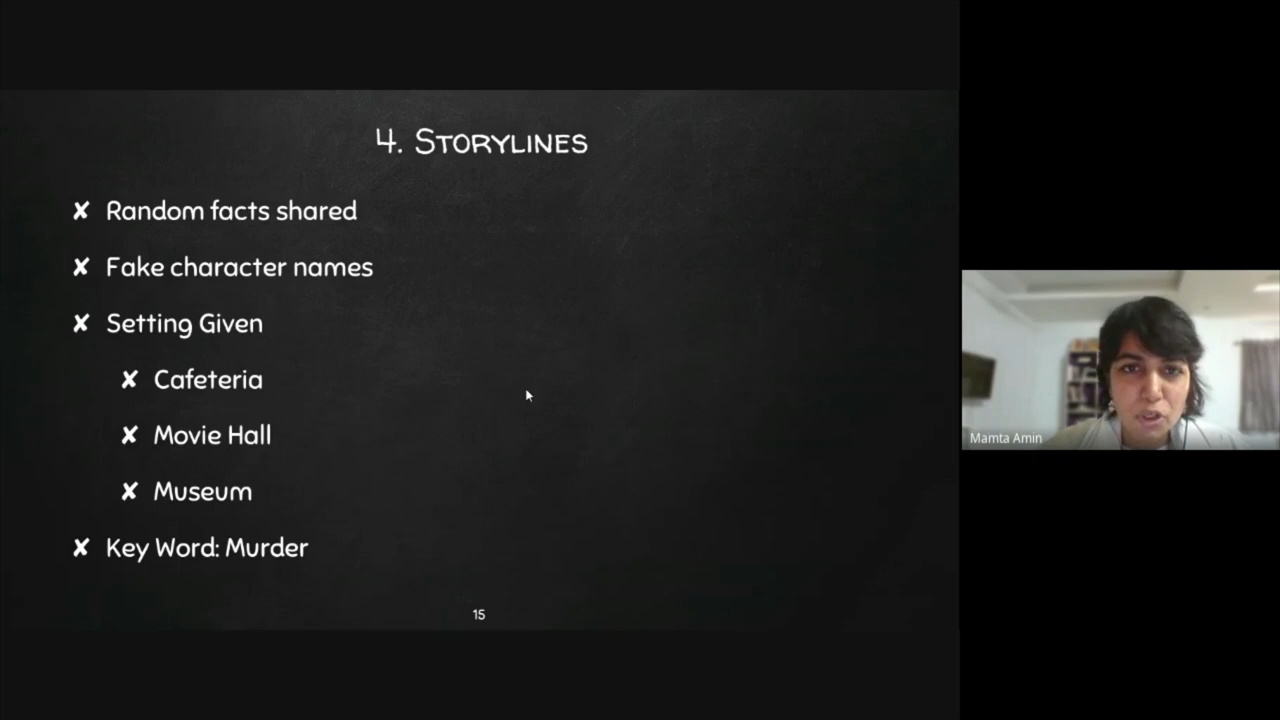 4. Storylines
✘ Random facts shared
✘ Fake character names
✘ Setting Given
✘ Cafeteria
✘ Movie Hall
✘ Museum
✘ Key Word: Murder
15
Mamta Amin